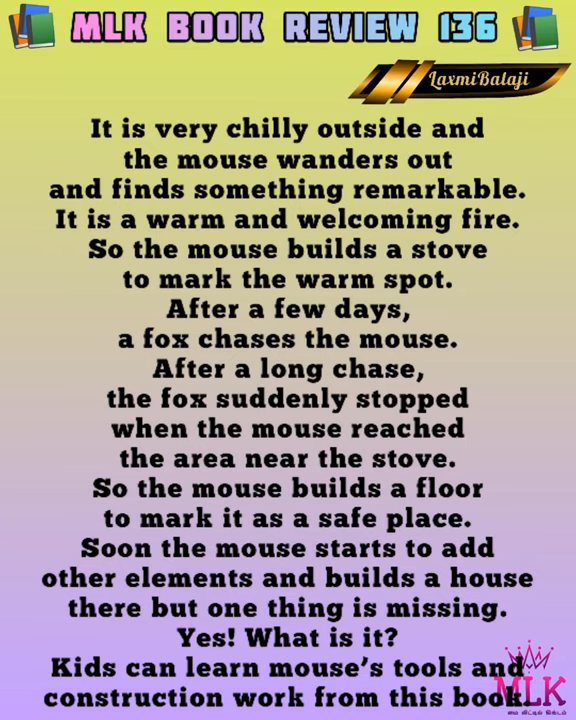 MLK BOOK REVIEW 136
LaxmiBalaji
It is very chilly outside and
the mouse wanders out
and finds something remarkable.
It is a warm and welcoming fire.
So the mouse builds a stove
to mark the warm spot.
After a few days,
a fox chases the mouse.
After a long chase,
the fox suddenly stopped
when the mouse reached
the area near the stove.
So the mouse builds a floor
to mark it as a safe place.
Soon the mouse starts to add
other elements and builds a house
there but one thing is missing.
Yes! What is it?
Kids can learn mouse's tools and
construction work from this book.
MLK